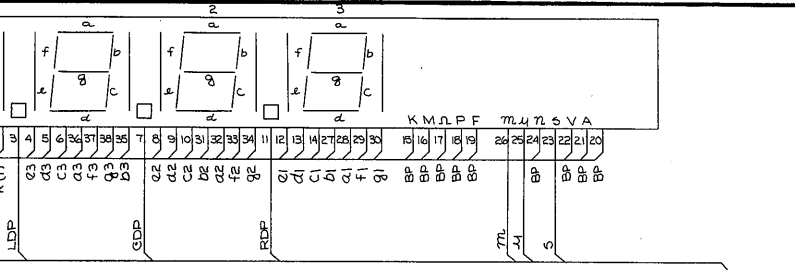 2 3
a a a
f b f b f b
g g g
e c e c e c
d d d
K M Ω P F m μ n S V A
3 4 5 6 36 37 38 35 7 8 9 10 31 32 33 34 11 12 13 14 27 28 29 30 15 16 17 18 19 26 25 24 23 22 21 20
LDP e3 d3 c3 a3 f3 g3 b3 CDP e2 d2 c2 b2 a2 f2 g2 RDP e1 d1 c1 b1 a1 f1 g1 BP BP BP BP BP m μ BP S BP BP BP